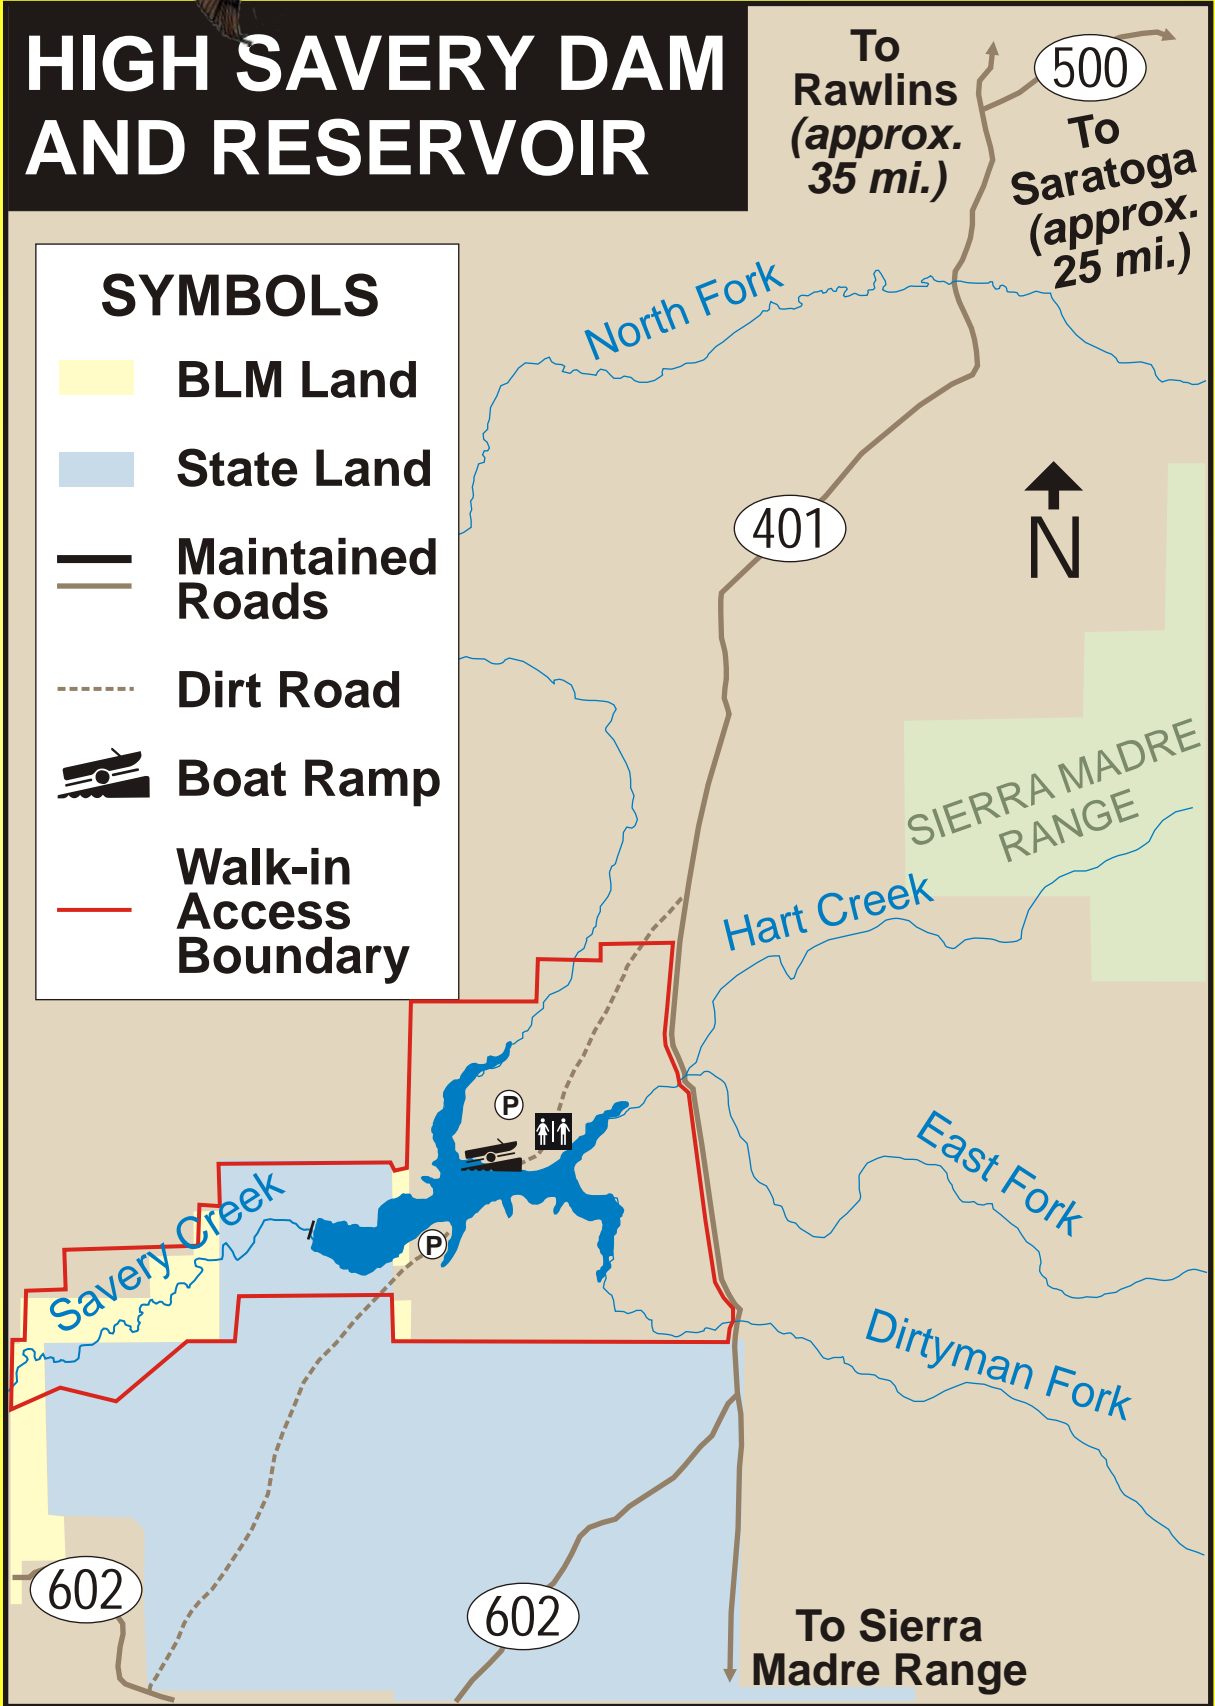 HIGH SAVERY DAM
AND RESERVOIR
To
Rawlins
(approx.
35 mi.)
500
To
Saratoga
(approx.
25 mi.)
SYMBOLS
BLM Land
State Land
Maintained
Roads
Dirt Road
Boat Ramp
Walk-in
Access
Boundary
North Fork
401
N
SIERRA MADRE
RANGE
Hart Creek
P
East Fork
Savery Creek
P
Dirtyman Fork
602
602
To Sierra
Madre Range